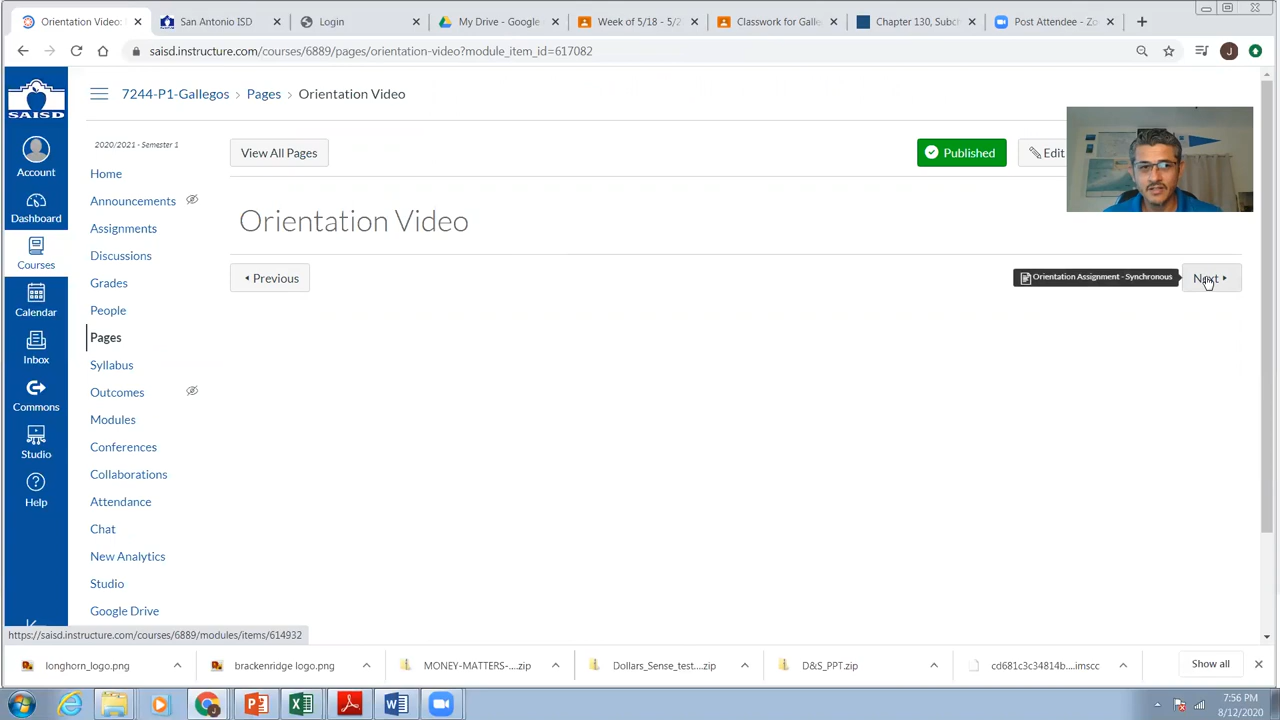 Orientation Video:
San Antonio ISD
Login
My Drive - Google
Week of 5/18 - 5/2
Classwork for Galle
Chapter 130, Subch
Post Attendee - Zo
saisd.instructure.com/courses/6889/pages/orientation-video?module_item_id=617082
J
SAISD
Account
Dashboard
Courses
Calendar
Inbox
Commons
Studio
Help
7244-P1-Gallegos > Pages > Orientation Video
2020/2021 - Semester 1
Home
Announcements
Assignments
Discussions
Grades
People
Pages
Syllabus
Outcomes
Modules
Conferences
Collaborations
Attendance
Chat
New Analytics
Studio
Google Drive
View All Pages
Published
Edit
Orientation Video
Previous
Orientation Assignment - Synchronous
Next
https://saisd.instructure.com/courses/6889/modules/items/614932
longhorn_logo.png
brackenridge logo.png
MONEY-MATTERS-....zip
Dollars_Sense_test....zip
D&S_PPT.zip
cd681c3c34814b....imscc
Show all
7:56 PM
8/12/2020